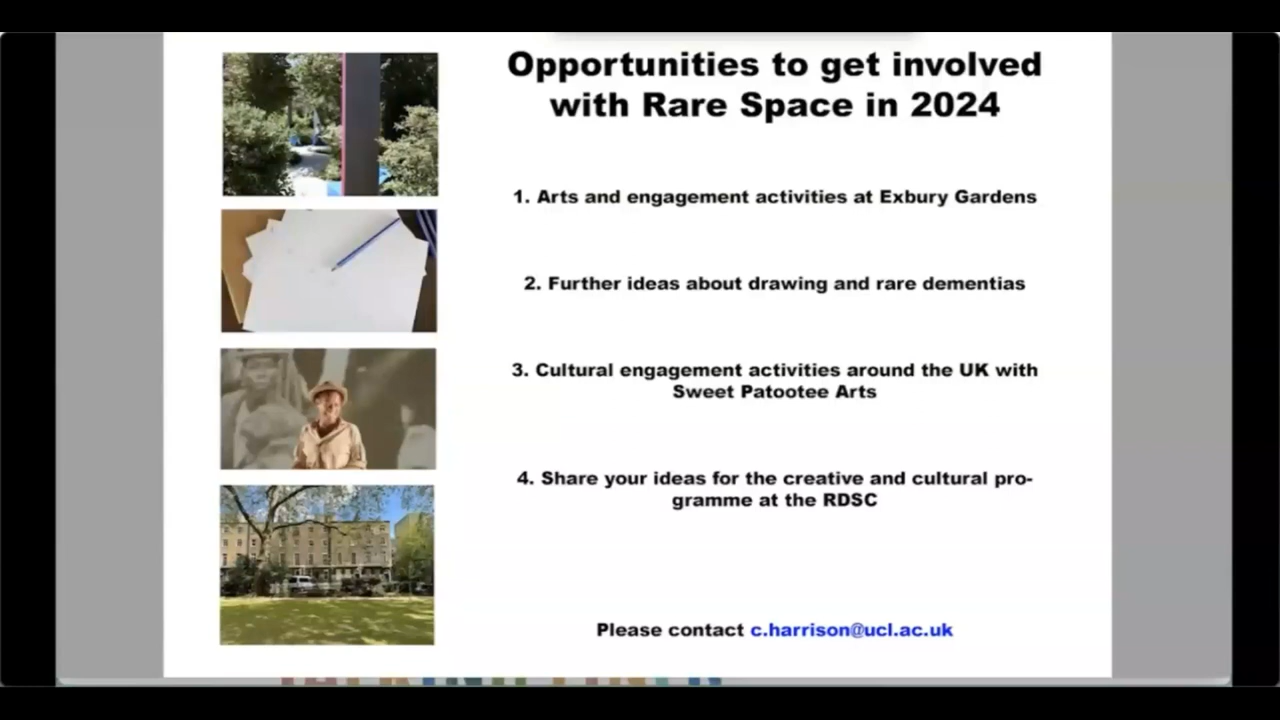 Opportunities to get involved
with Rare Space in 2024
1. Arts and engagement activities at Exbury Gardens
2. Further ideas about drawing and rare dementias
3. Cultural engagement activities around the UK with
Sweet Patootee Arts
4. Share your ideas for the creative and cultural pro-
gramme at the RDSC
Please contact c.harrison@ucl.ac.uk